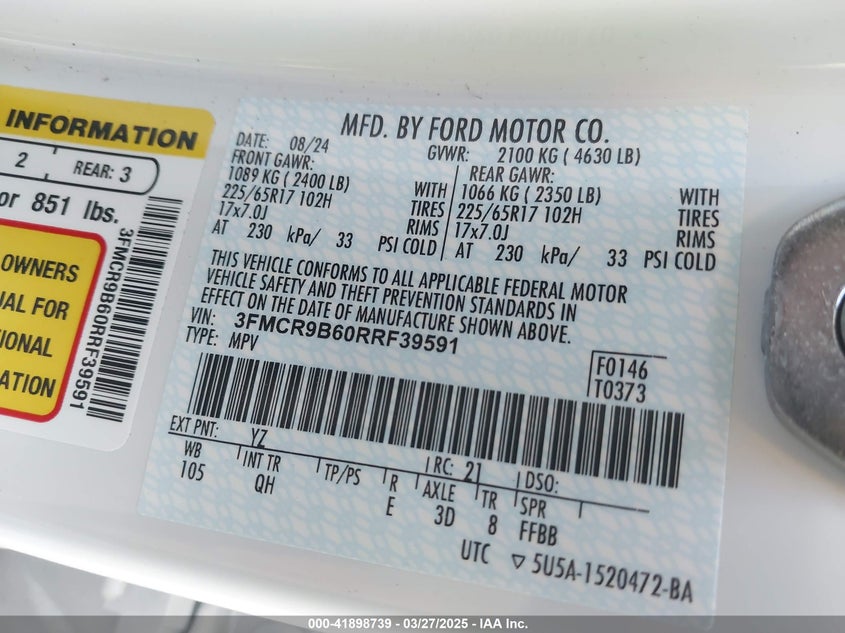 INFORMATION
2 REAR: 3
or 851 lbs.
3FMCR9B60RRF39591
OWNERS
FOR
MFD. BY FORD MOTOR CO.
DATE: 08/24 GVWR: 2100 KG ( 4630 LB)
FRONT GAWR: REAR GAWR:
1089 KG ( 2400 LB) WITH 1066 KG ( 2350 LB) WITH
225/65R17 102H TIRES 225/65R17 102H TIRES
17x7.0J RIMS 17x7.0J RIMS
AT 230 kPa/ 33 PSI COLD AT 230 kPa/ 33 PSI COLD
THIS VEHICLE CONFORMS TO ALL APPLICABLE FEDERAL MOTOR
VEHICLE SAFETY AND THEFT PREVENTION STANDARDS IN
EFFECT ON THE DATE OF MANUFACTURE SHOWN ABOVE.
VIN: 3FMCR9B60RRF39591
TYPE: MPV
F0146
T0373
EXT PNT: YZ RC: 21 DSO:
WB INT TR TP/PS R AXLE TR SPR
105 QH E 3D 8 FFBB
UTC ▽ 5U5A-1520472-BA
000-41898739 - 03/27/2025 - IAA Inc.